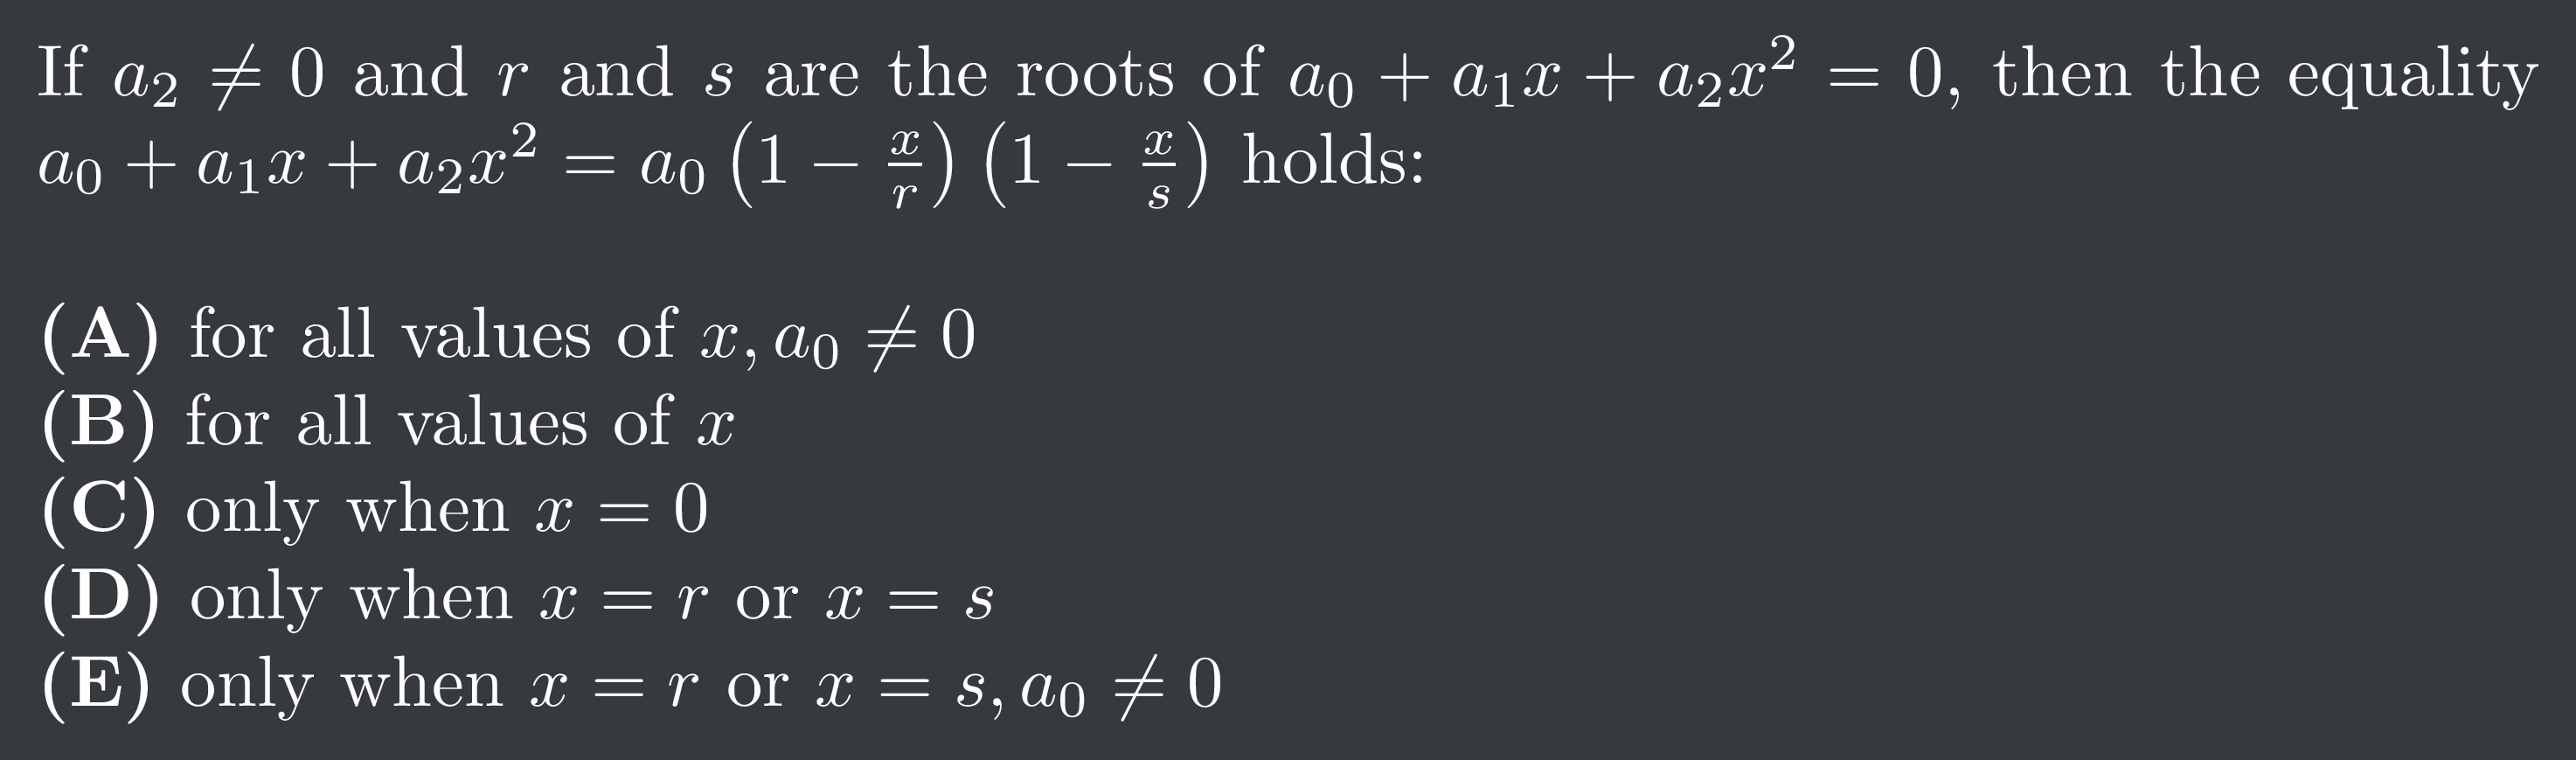 If $a_2 \neq 0$ and $r$ and $s$ are the roots of $a_0 + a_1x + a_2x^2 = 0$, then the equality
$a_0 + a_1x + a_2x^2 = a_0\left(1 - \frac{x}{r}\right)\left(1 - \frac{x}{s}\right)$ holds:
(A) for all values of $x, a_0 \neq 0$
(B) for all values of $x$
(C) only when $x = 0$
(D) only when $x = r$ or $x = s$
(E) only when $x = r$ or $x = s, a_0 \neq 0$